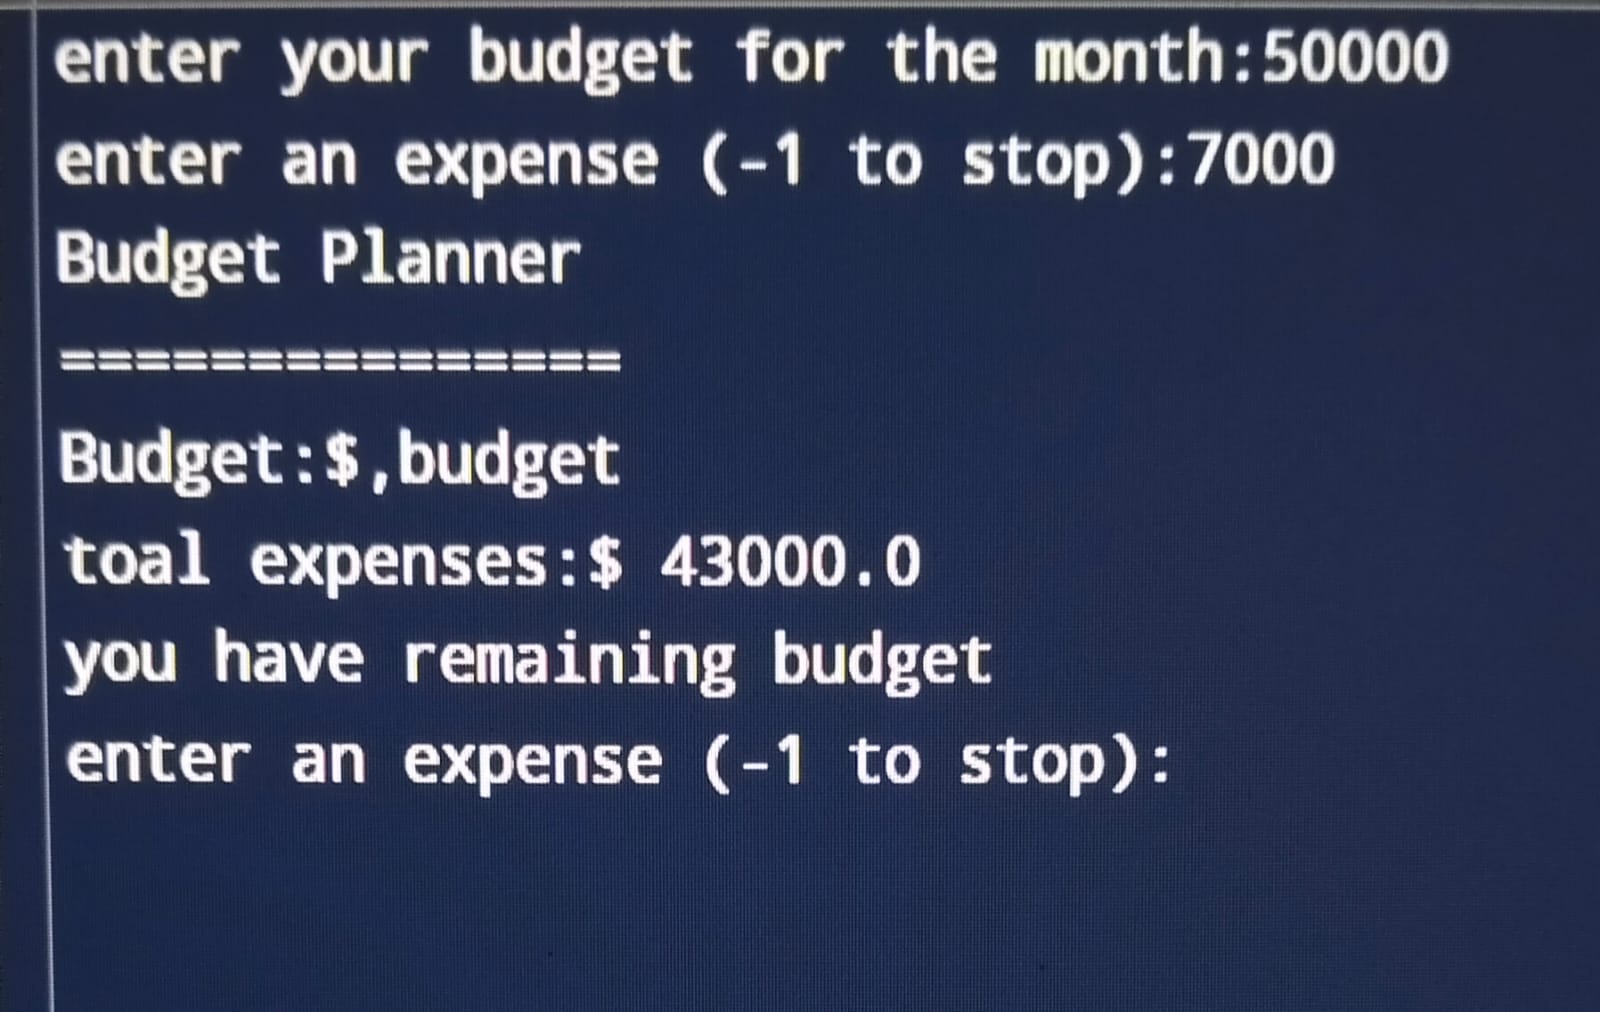 enter your budget for the month:50000
enter an expense (-1 to stop):7000
Budget Planner
===============
Budget:$,budget
toal expenses:$ 43000.0
you have remaining budget
enter an expense (-1 to stop):